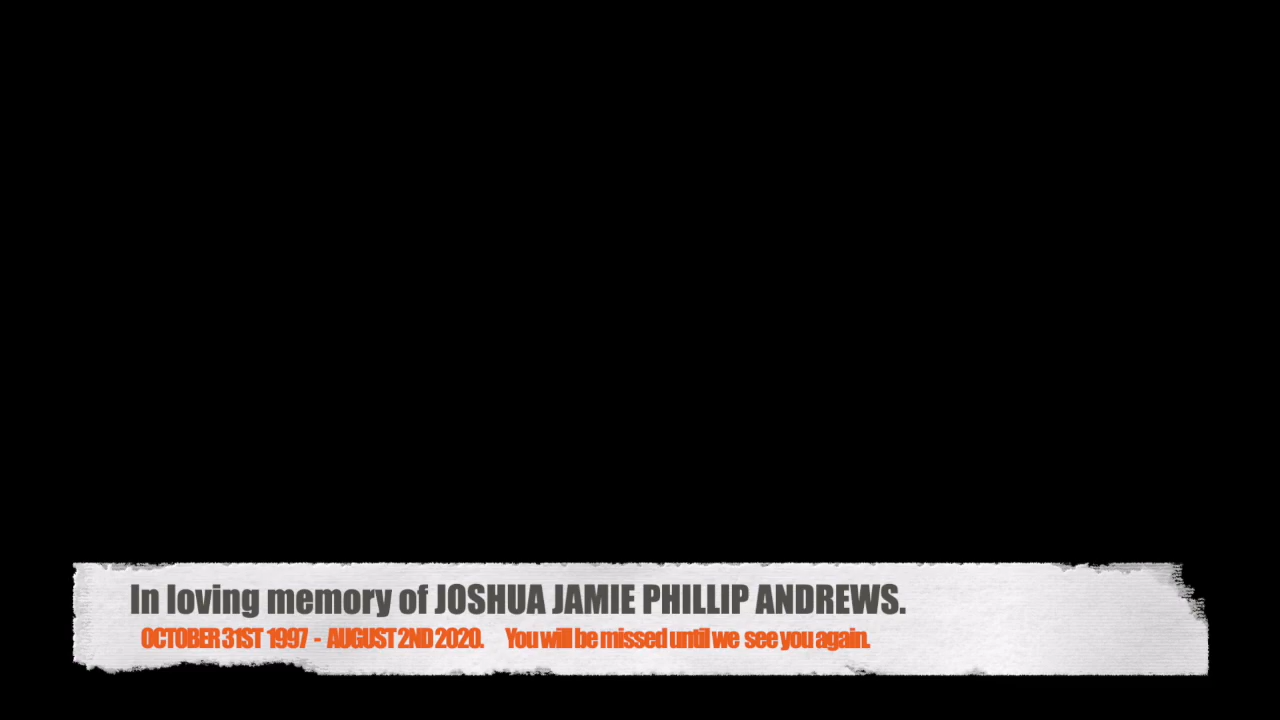 In loving memory of JOSHUA JAMIE PHILLIP ANDREWS.
OCTOBER 31ST 1997 - AUGUST 2ND 2020. You will be missed until we see you again.